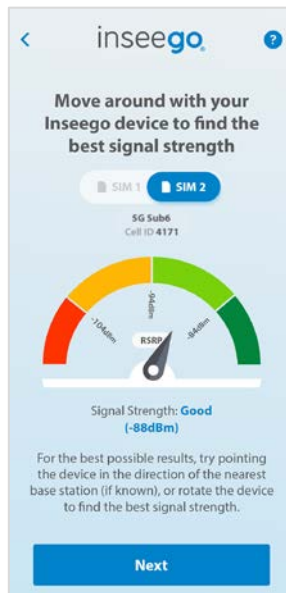 inseego
?
Move around with your
Inseego device to find the
best signal strength
SIM 1 SIM 2
5G Sub6
Cell ID 4171
-94dBm
-104dBm
-84dBm
RSRP
Signal Strength: Good
(-88dBm)
For the best possible results, try pointing
the device in the direction of the nearest
base station (if known), or rotate the device
to find the best signal strength.
Next